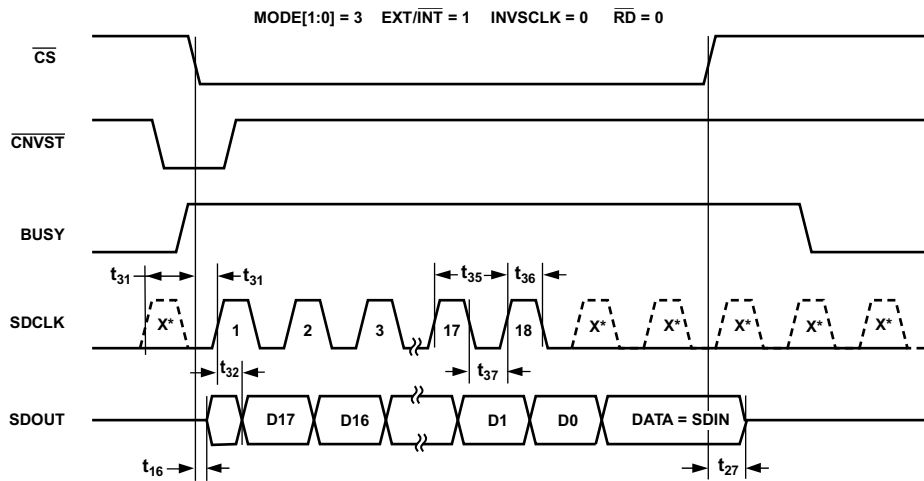 MODE[1:0] = 3 EXT/INT = 1 INVSCLK = 0 RD = 0
CS
CNVST
BUSY
t31 t31 t35 t36
SDCLK X* 1 2 3 17 18 X* X* X* X* X*
t32 t37
SDOUT D17 D16 D1 D0 DATA = SDIN
t16 t27